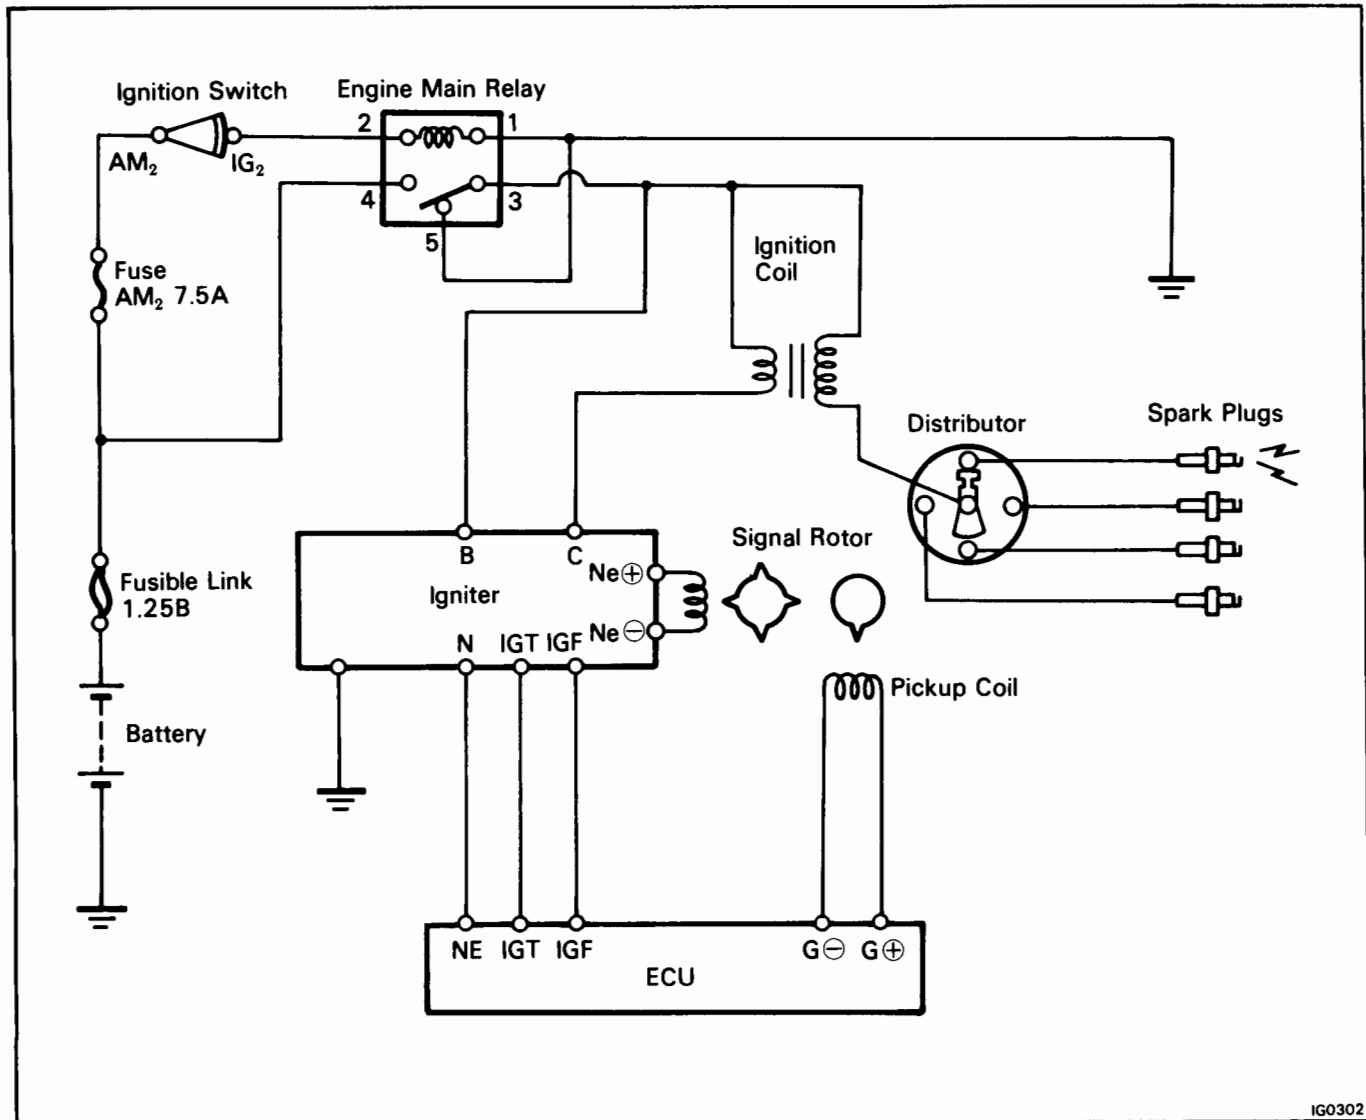 Ignition Switch
Engine Main Relay
2
1
AM₂
IG₂
4
3
5
Fuse
AM₂ 7.5A
Ignition
Coil
Distributor
Spark Plugs
B
C
Signal Rotor
Ne⊕
Fusible Link
1.25B
Igniter
Ne⊖
N IGT IGF
Pickup Coil
Battery
NE IGT IGF
G⊖ G⊕
ECU
IG0302